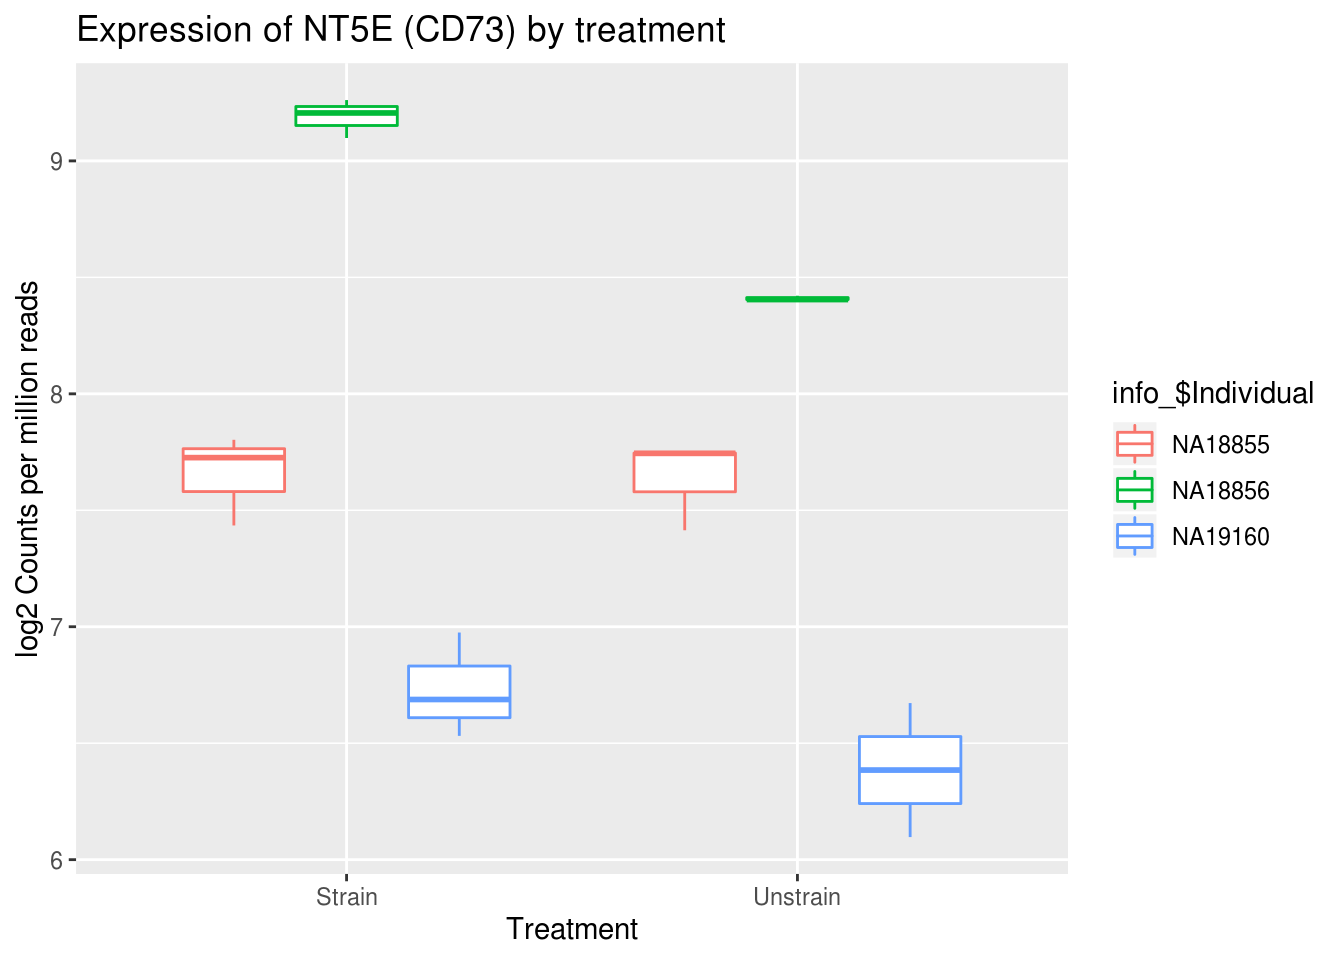 Expression of NT5E (CD73) by treatment
log2 Counts per million reads
9
8
7
6
Strain
Unstrain
Treatment
info_$Individual
NA18855
NA18856
NA19160